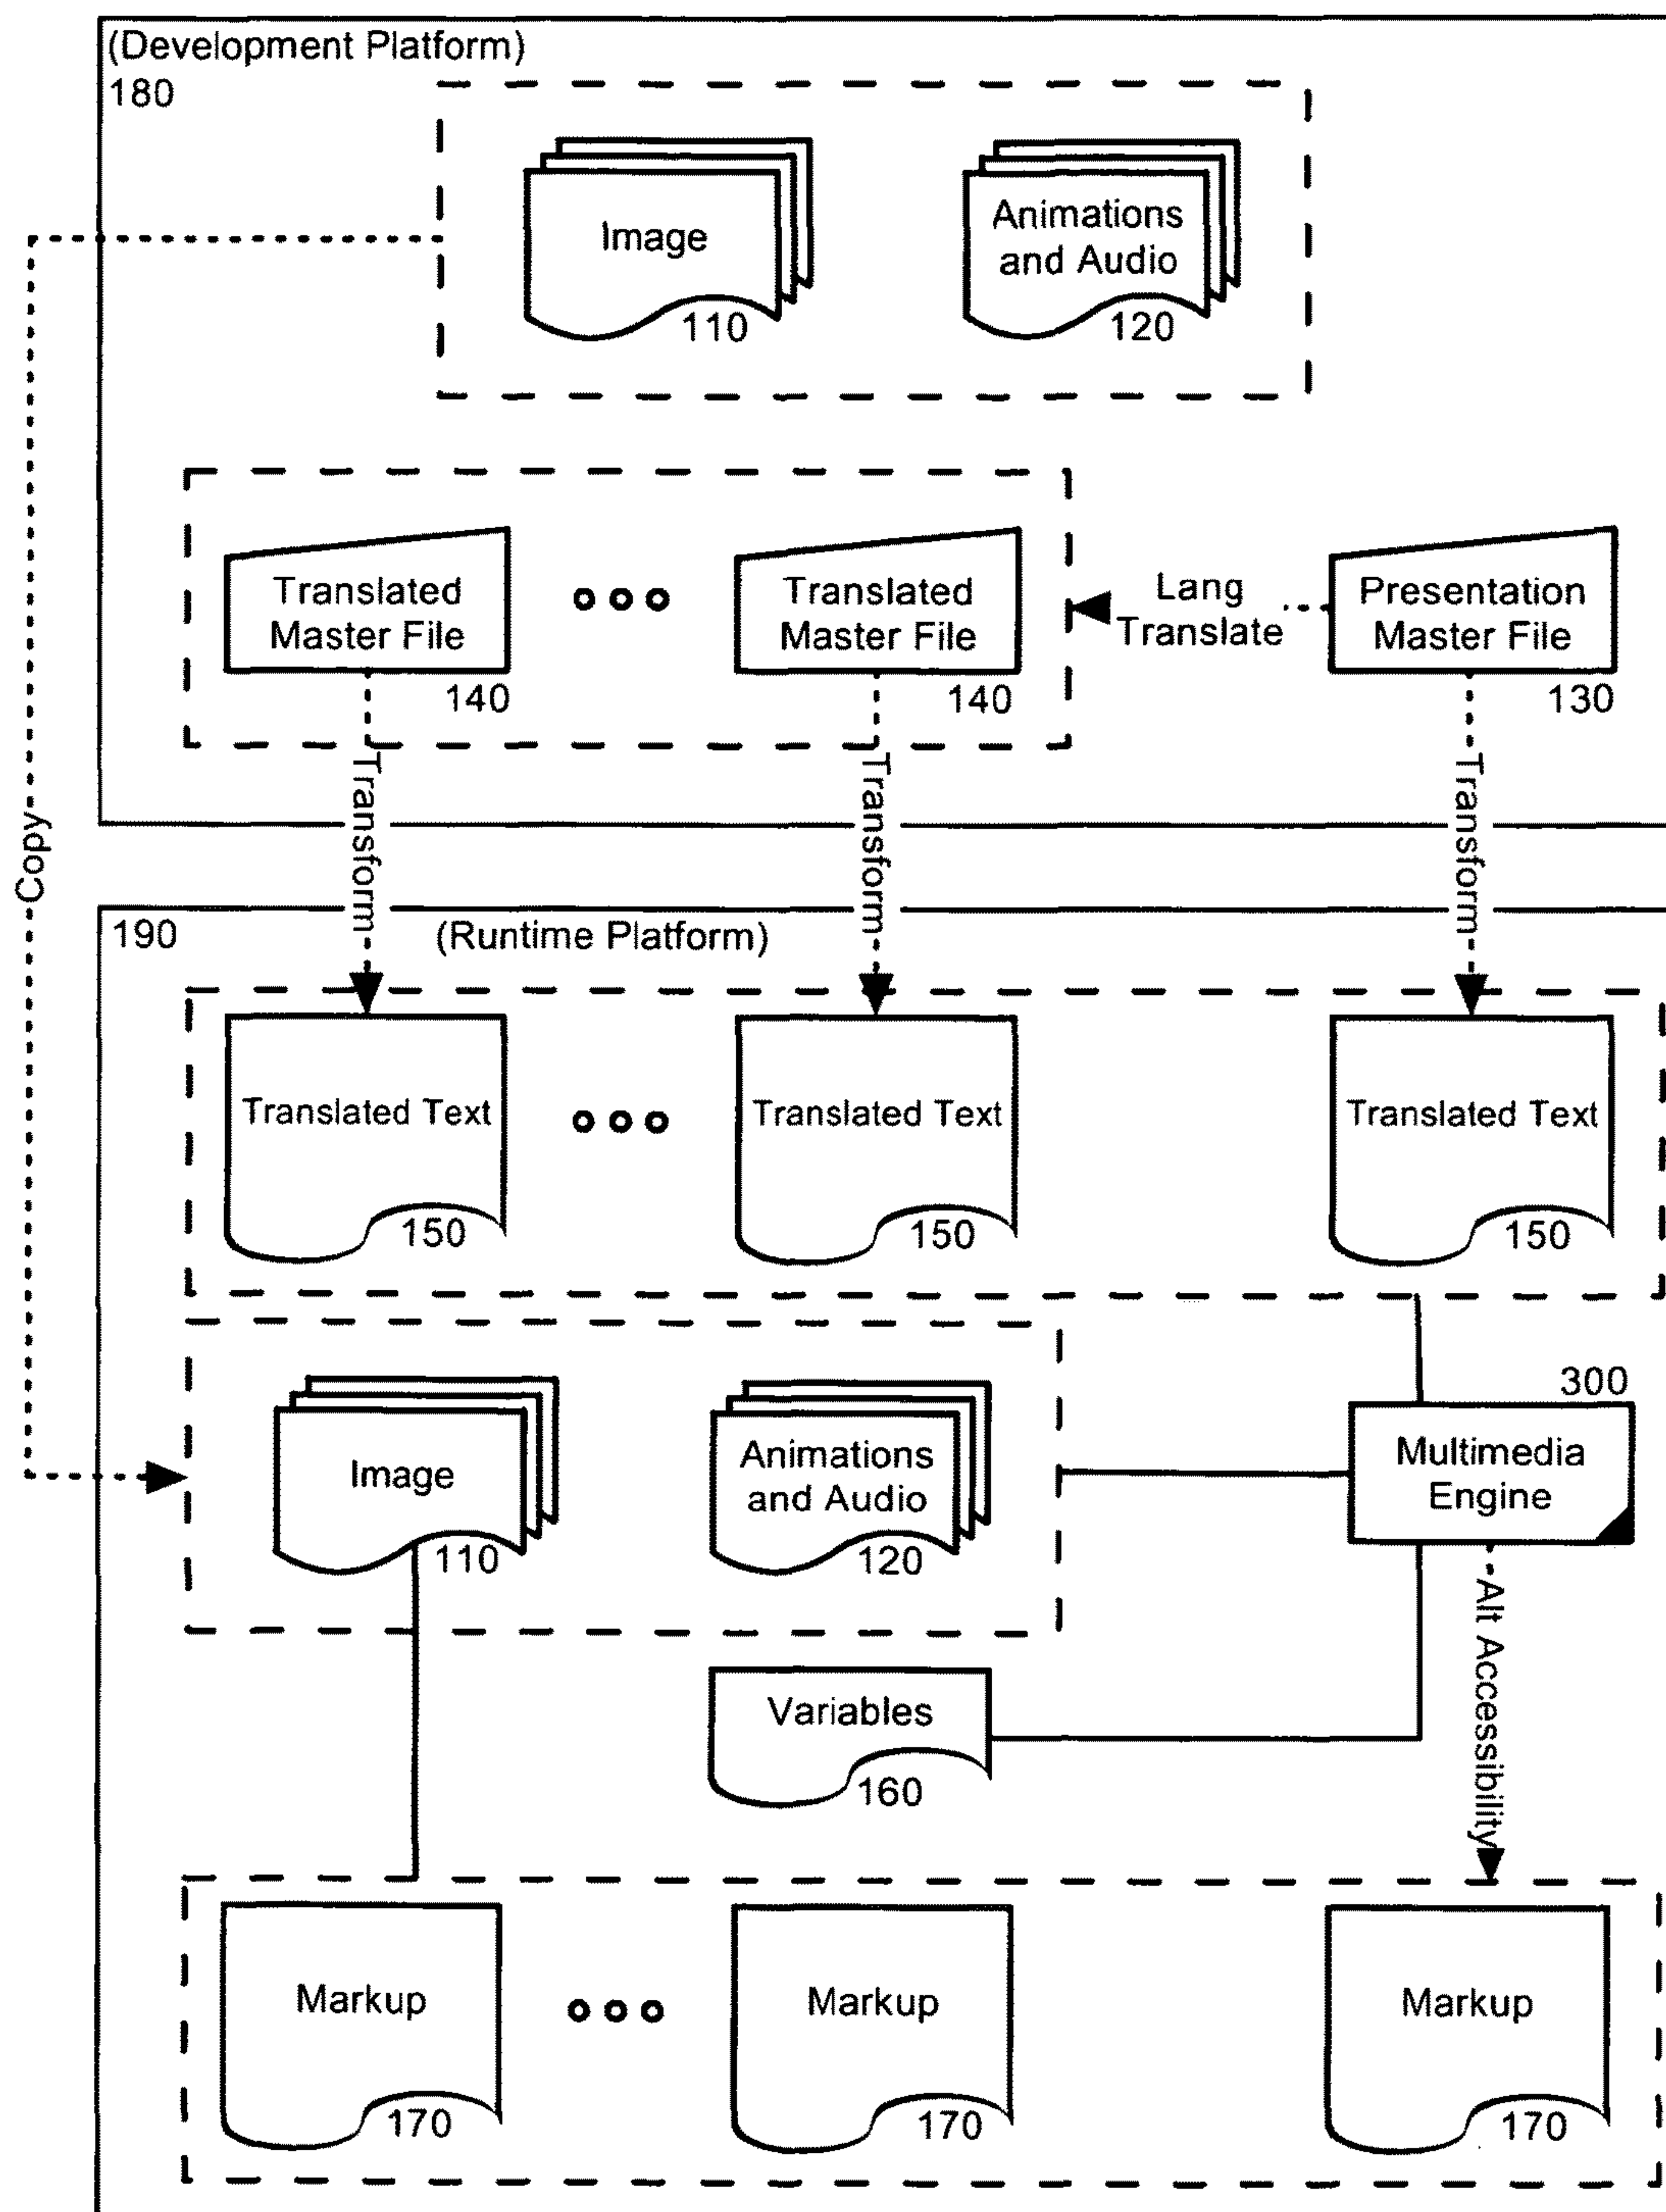 (Development Platform)
180
Image
110
Animations
and Audio
120
Translated
Master File
140
Translated
Master File
140
Lang
Translate
Presentation
Master File
130
Transform
Transform
Transform
Copy
190
(Runtime Platform)
Translated Text
150
Translated Text
150
Translated Text
150
Image
110
Animations
and Audio
120
300
Multimedia
Engine
Variables
160
Alt Accessibility
Markup
170
Markup
170
Markup
170